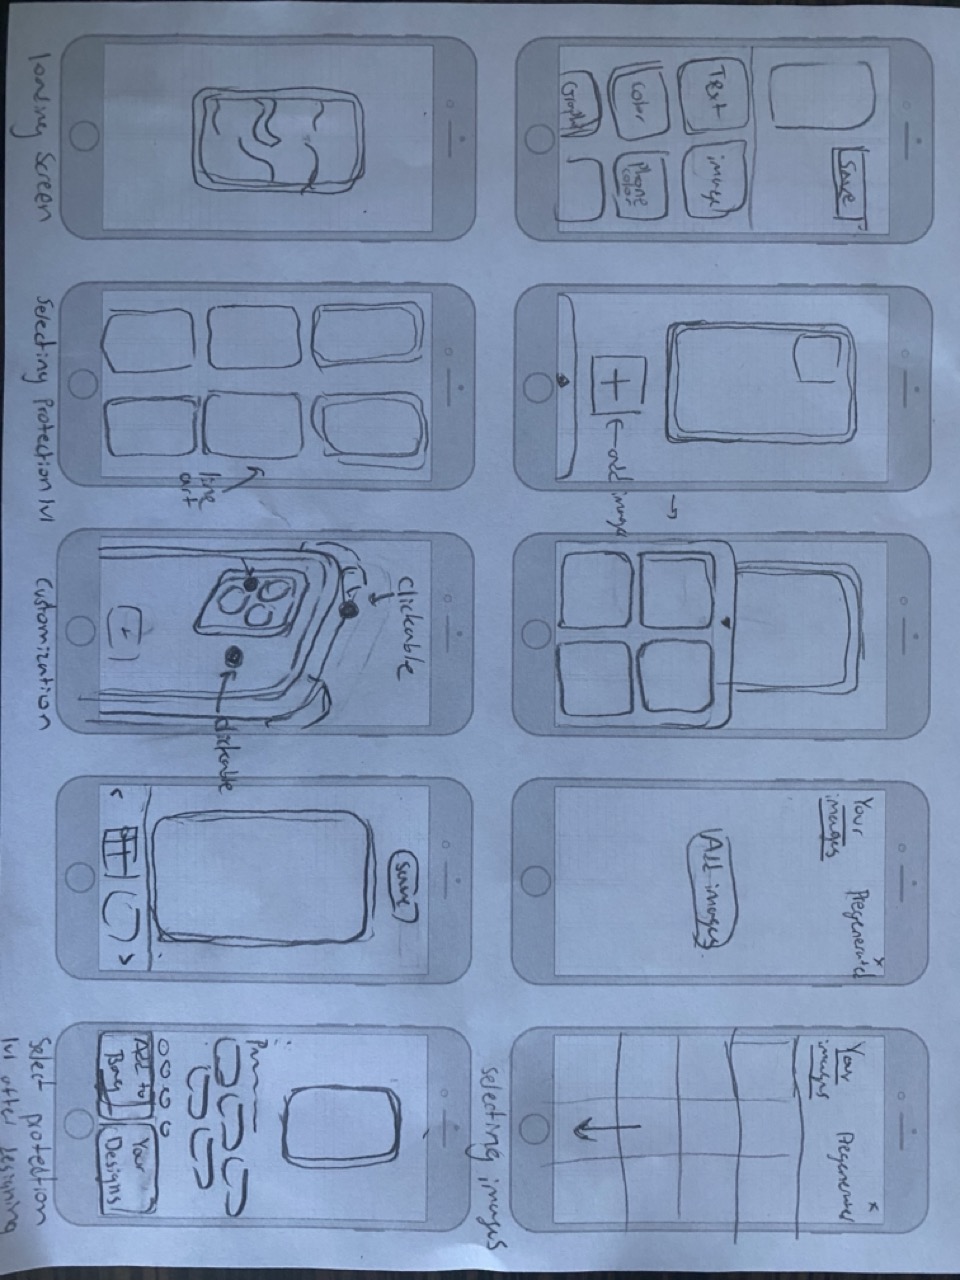 Save
Text
image
Color
Phone
color
+
← add image
Your
images
Pregenerated
x
Add images
Your
images
Pregenerated
x
selecting images
loading screen
line
art
Selecting Protection lvl
clickable
clickable
+
Customization
save
Add to
Bag
Your
Designs
Select protection
lvl after designing